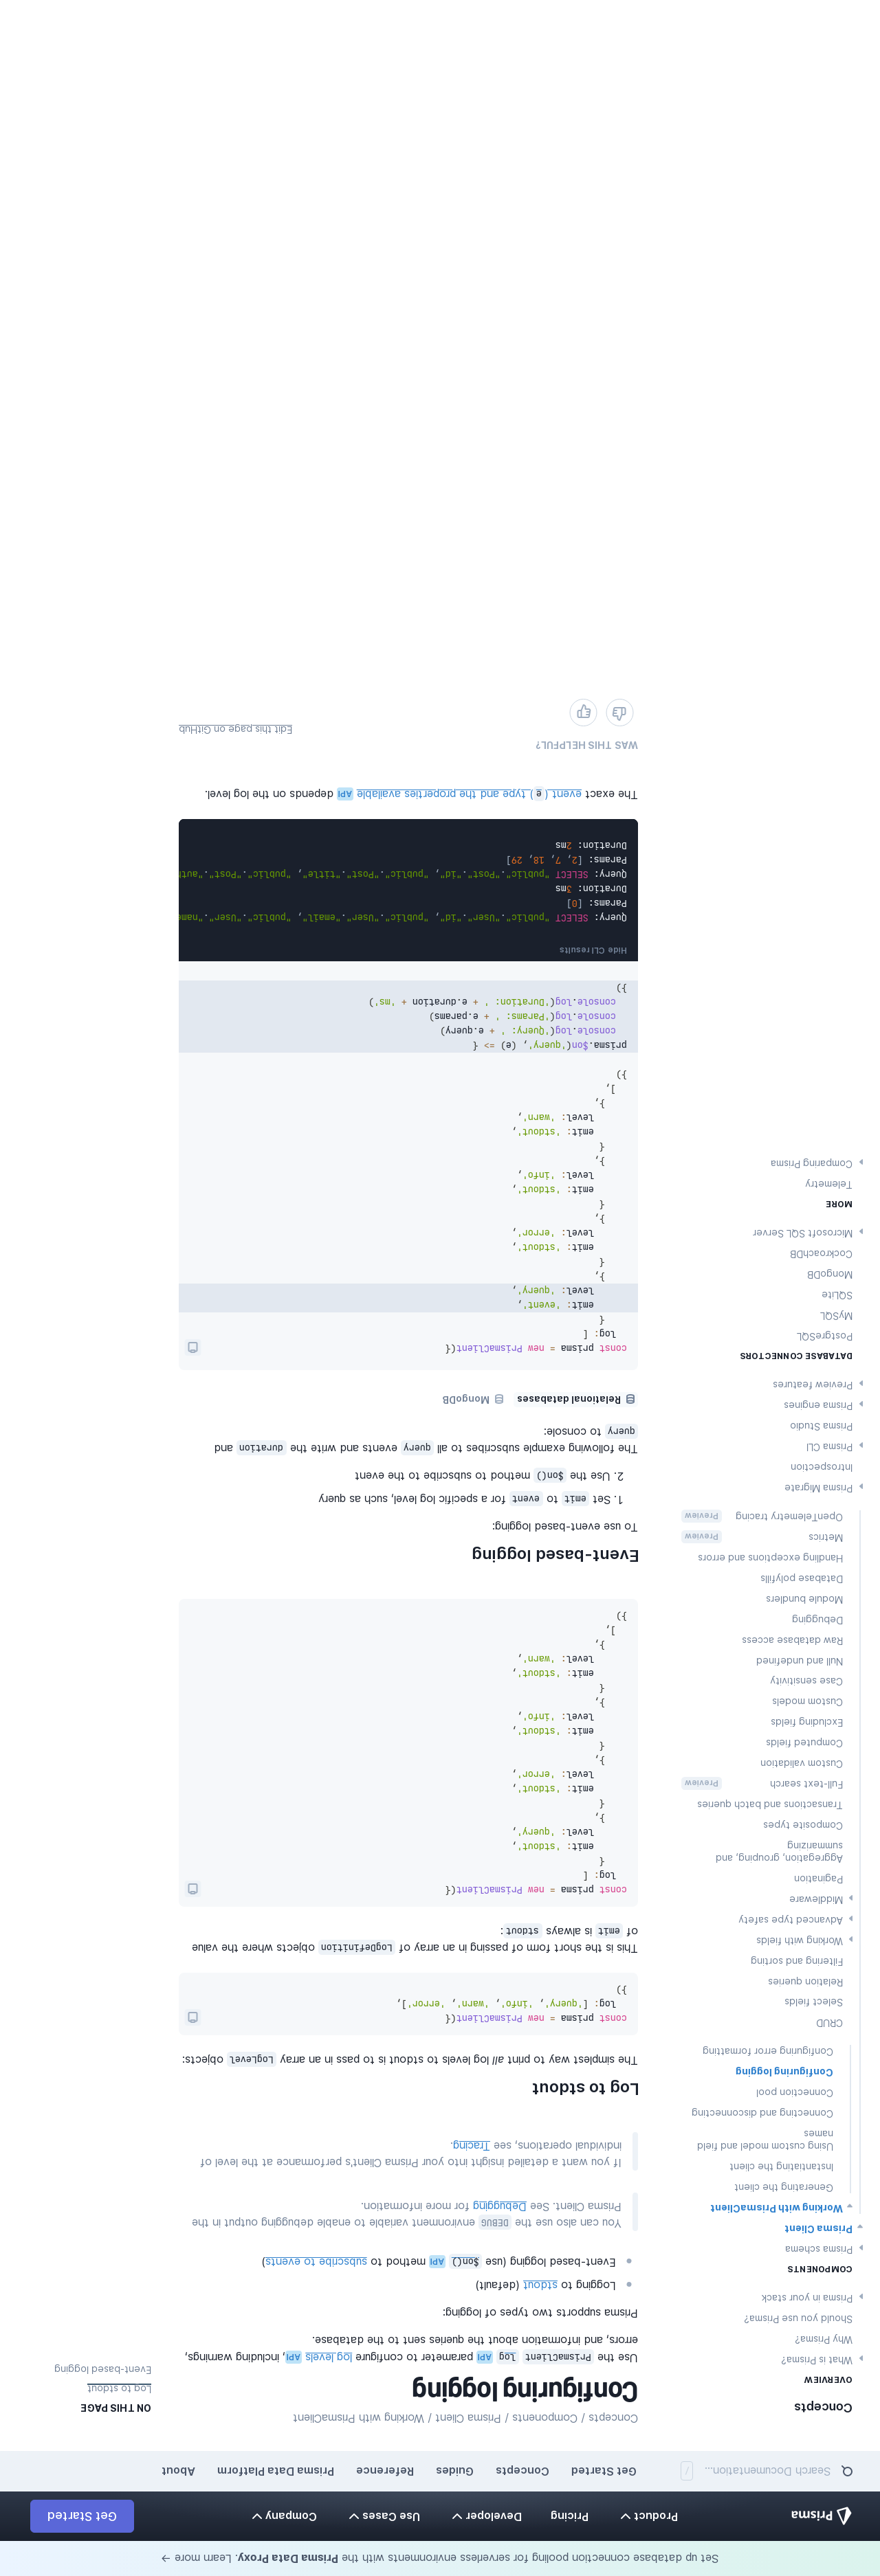 Set up database connection pooling for serverless environments with the Prisma Data Proxy. Learn more →
Prisma
Product
Pricing
Developer
Use Cases
Company
Get Started
Search Documentation...
/
Get Started
Concepts
Guides
Reference
Prisma Data Platform
About
Concepts
OVERVIEW
What is Prisma?
Why Prisma?
Should you use Prisma?
Prisma in your stack
COMPONENTS
Prisma schema
Prisma Client
Working with PrismaClient
Generating the client
Instantiating the client
Using custom model and field
names
Connecting and disconnecting
Connection pool
Configuring logging
Configuring error formatting
CRUD
Select fields
Relation queries
Filtering and sorting
Working with fields
Advanced type safety
Middleware
Pagination
Aggregation, grouping, and
summarizing
Composite types
Transactions and batch queries
Full-text search Preview
Custom validation
Computed fields
Excluding fields
Custom models
Case sensitivity
Null and undefined
Raw database access
Debugging
Module bundlers
Database polyfills
Handling exceptions and errors
Metrics Preview
OpenTelemetry tracing Preview
Prisma Migrate
Introspection
Prisma CLI
Prisma Studio
Prisma engines
Preview features
DATABASE CONNECTORS
PostgreSQL
MySQL
SQLite
MongoDB
CockroachDB
Microsoft SQL Server
MORE
Telemetry
Comparing Prisma
Concepts / Components / Prisma Client / Working with PrismaClient
Configuring logging
Use the PrismaClient log API parameter to configure log levels API, including warnings,
errors, and information about the queries sent to the database.
Prisma supports two types of logging:
Logging to stdout (default)
Event-based logging (use $on() API method to subscribe to events)
You can also use the DEBUG environment variable to enable debugging output in the
Prisma Client. See Debugging for more information.
If you want a detailed insight into your Prisma Client's performance at the level of
individual operations, see Tracing.
Log to stdout
The simplest way to print all log levels to stdout is to pass in an array LogLevel objects:
const prisma = new PrismaClient({
log: ['query', 'info', 'warn', 'error'],
})
This is the short form of passing in an array of LogDefinition objects where the value
of emit is always stdout:
const prisma = new PrismaClient({
log: [
{
emit: 'stdout',
level: 'query',
},
{
emit: 'stdout',
level: 'error',
},
{
emit: 'stdout',
level: 'info',
},
{
emit: 'stdout',
level: 'warn',
},
],
})
Event-based logging
To use event-based logging:
1. Set emit to event for a specific log level, such as query
2. Use the $on() method to subscribe to the event
The following example subscribes to all query events and write the duration and
query to console:
Relational databases
MongoDB
const prisma = new PrismaClient({
log: [
{
emit: 'event',
level: 'query',
},
{
emit: 'stdout',
level: 'error',
},
{
emit: 'stdout',
level: 'info',
},
{
emit: 'stdout',
level: 'warn',
},
],
})
prisma.$on('query', (e) => {
console.log('Query: ' + e.query)
console.log('Params: ' + e.params)
console.log('Duration: ' + e.duration + 'ms')
})
Hide CLI results
Query: SELECT "public"."User"."id", "public"."User"."email", "public"."User"."name
Params: [0]
Duration: 3ms
Query: SELECT "public"."Post"."id", "public"."Post"."title", "public"."Post"."auth
Params: [2, 7, 18, 29]
Duration: 2ms
The exact event (e) type and the properties available API depends on the log level.
WAS THIS HELPFUL?
Edit this page on GitHub
ON THIS PAGE
Log to stdout
Event-based logging